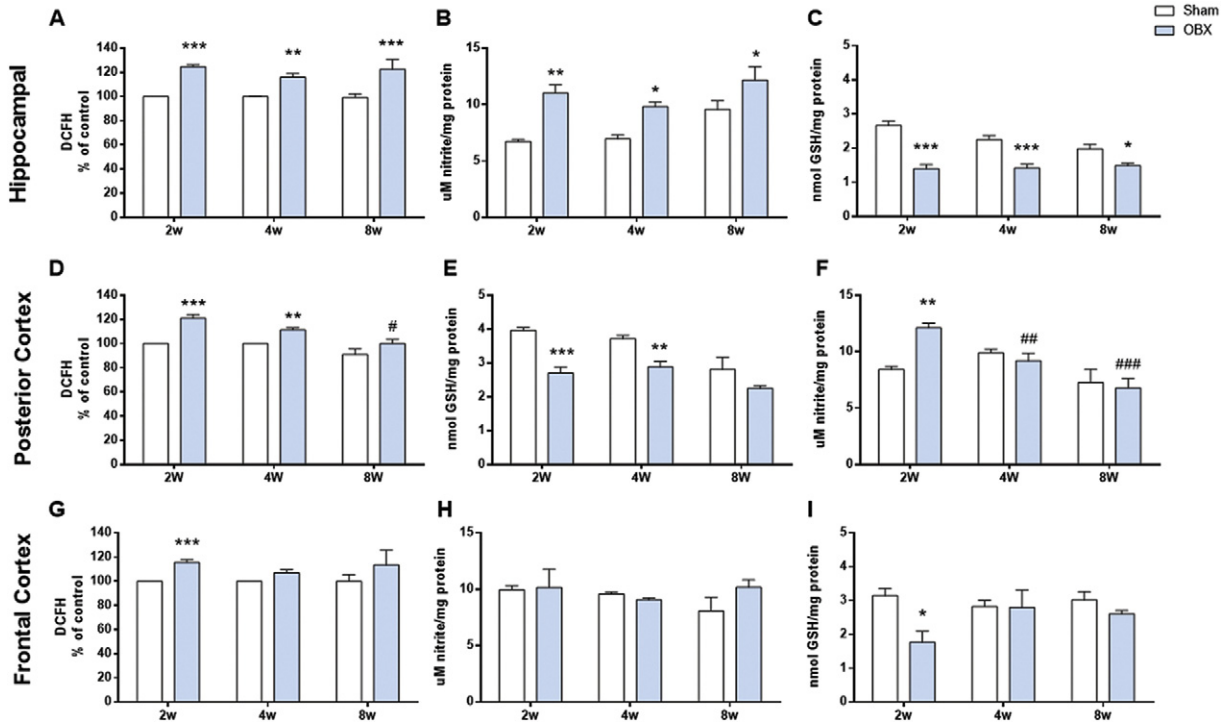 Sham
OBX
Hippocampal
A
DCFH
% of control
140
120
100
80
60
40
20
0
***
**
***
2w
4w
8w
B
uM nitrite/mg protein
15
10
5
0
**
*
*
2w
4w
8w
C
nmol GSH/mg protein
5
4
3
2
1
0
***
***
*
2w
4w
8w
Posterior Cortex
D
DCFH
% of control
140
120
100
80
60
40
20
0
***
**
#
2W
4W
8W
E
nmol GSH/mg protein
5
4
3
2
1
0
***
**
2W
4W
8W
F
uM nitrite/mg protein
15
10
5
0
**
##
###
2W
4W
8W
Frontal Cortex
G
DCFH
% of control
140
120
100
80
60
40
20
0
***
2w
4w
8w
H
uM nitrite/mg protein
15
10
5
0
2w
4w
8w
I
nmol GSH/mg protein
5
4
3
2
1
0
*
2w
4w
8w